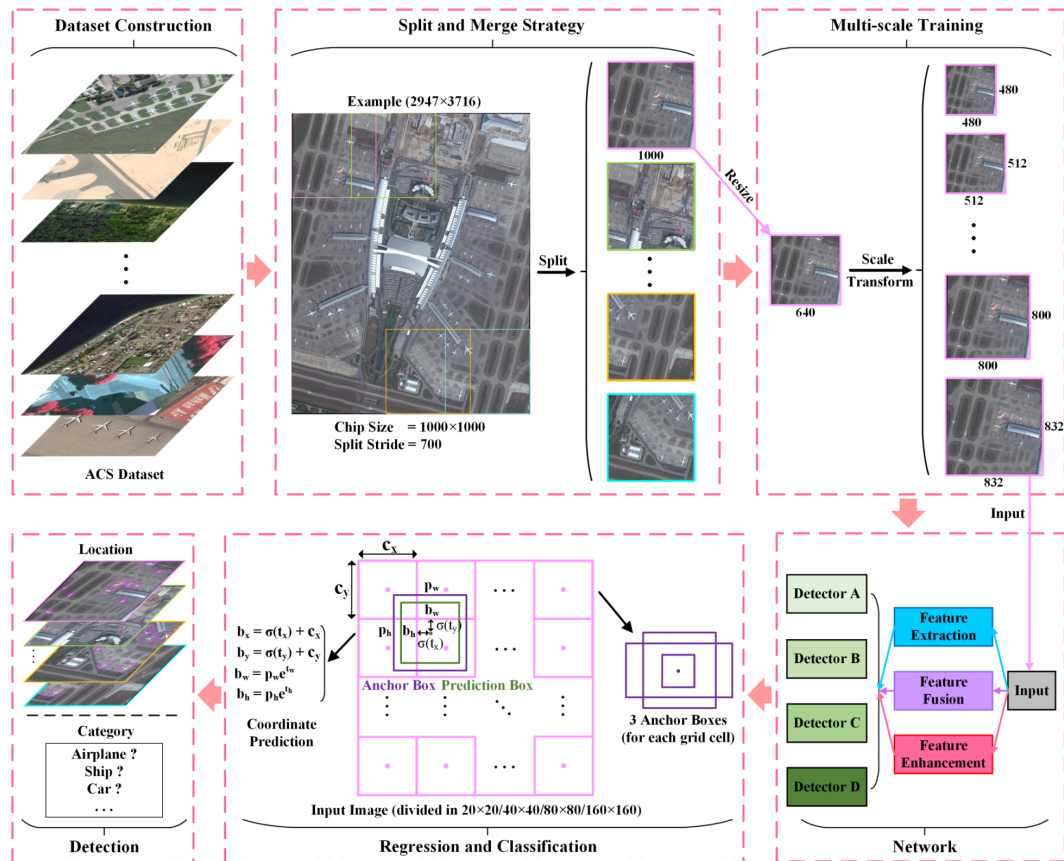 Dataset Construction
ACS Dataset
Split and Merge Strategy
Example (2947×3716)
Chip Size = 1000×1000
Split Stride = 700
Split
1000
Resize
Multi-scale Training
640
Scale
Transform
480
480
512
512
800
800
832
832
Input
Location
Category
Airplane ?
Ship ?
Car ?
. . .
Detection
cx
cy
pw
bw
ph
bh
σ(ty)
σ(tx)
bx = σ(tx) + cx
by = σ(ty) + cy
bw = pwe^tw
bh = phe^th
Coordinate
Prediction
Anchor Box Prediction Box
3 Anchor Boxes
(for each grid cell)
Input Image (divided in 20×20/40×40/80×80/160×160)
Regression and Classification
Detector A
Detector B
Detector C
Detector D
Feature
Extraction
Feature
Fusion
Feature
Enhancement
Input
Network